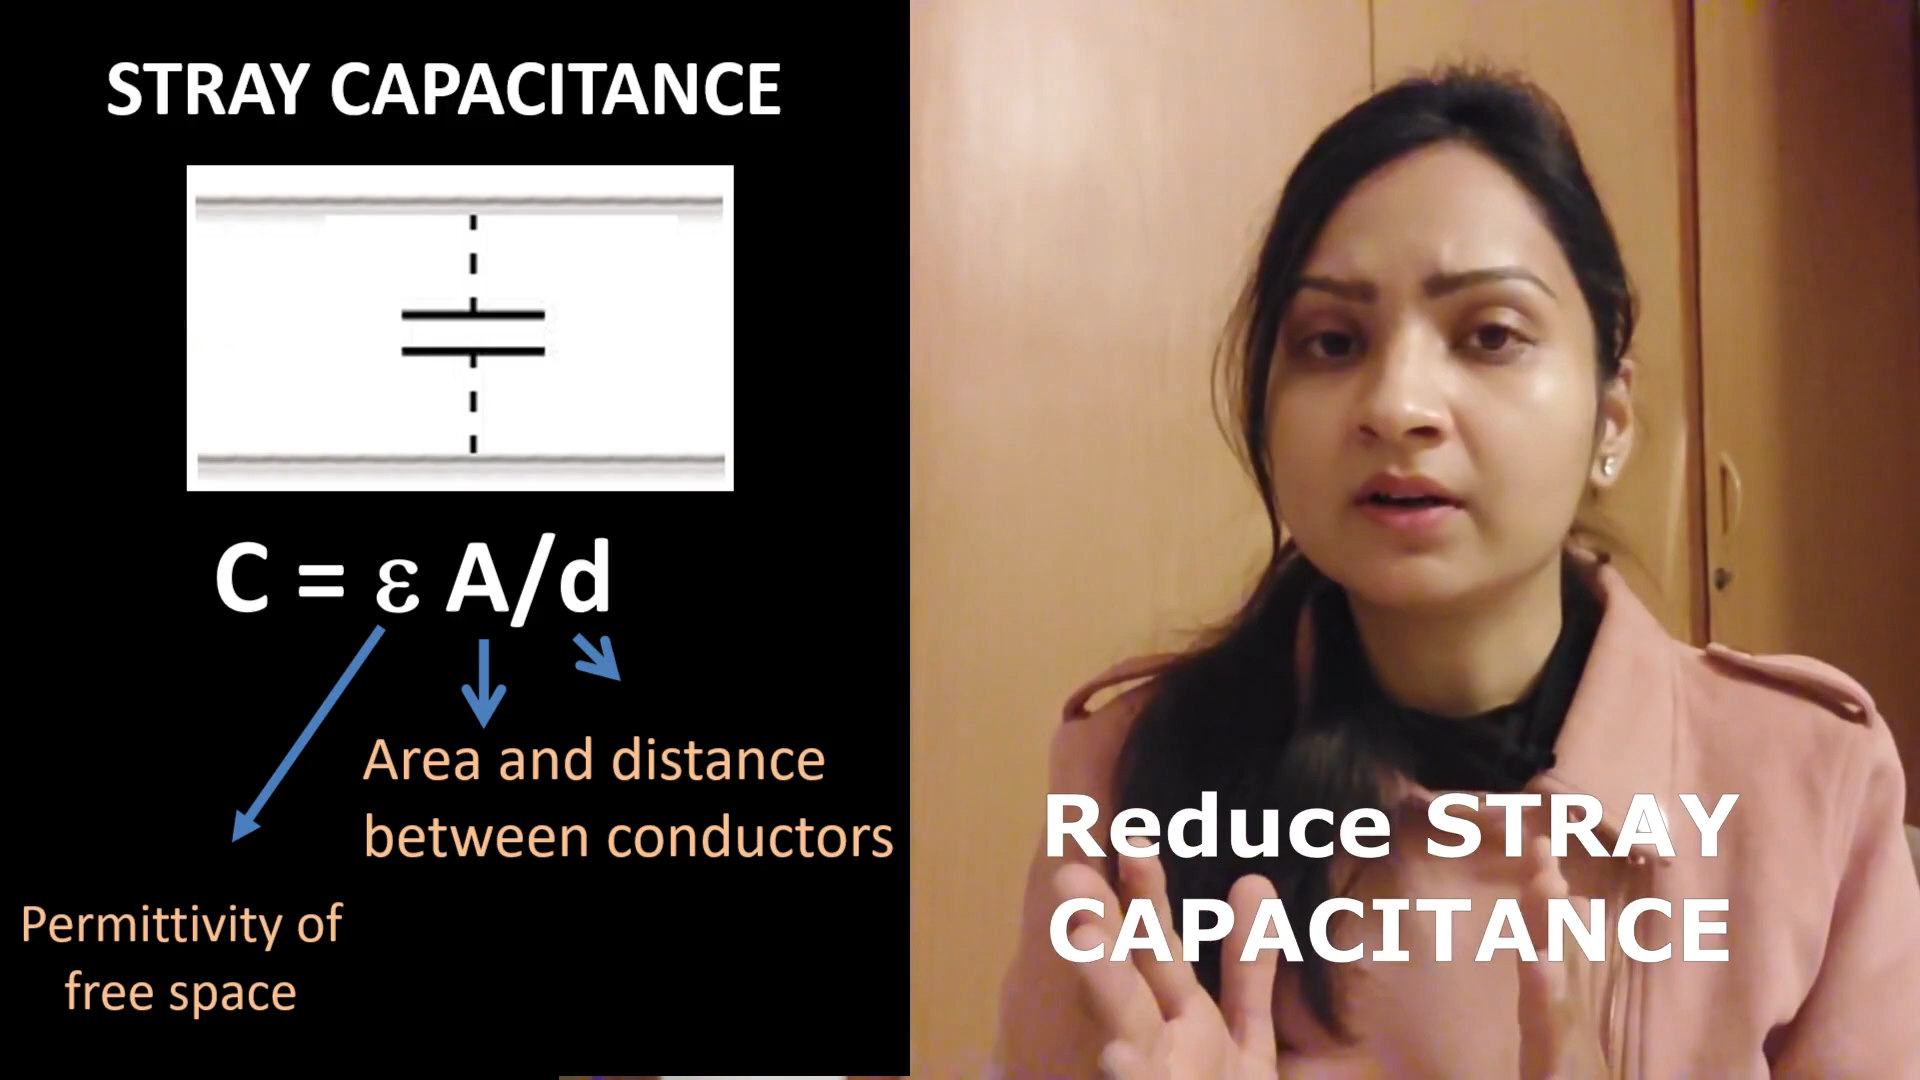 STRAY CAPACITANCE
C = ε A/d
Area and distance
between conductors
Permittivity of
free space
Reduce STRAY
CAPACITANCE